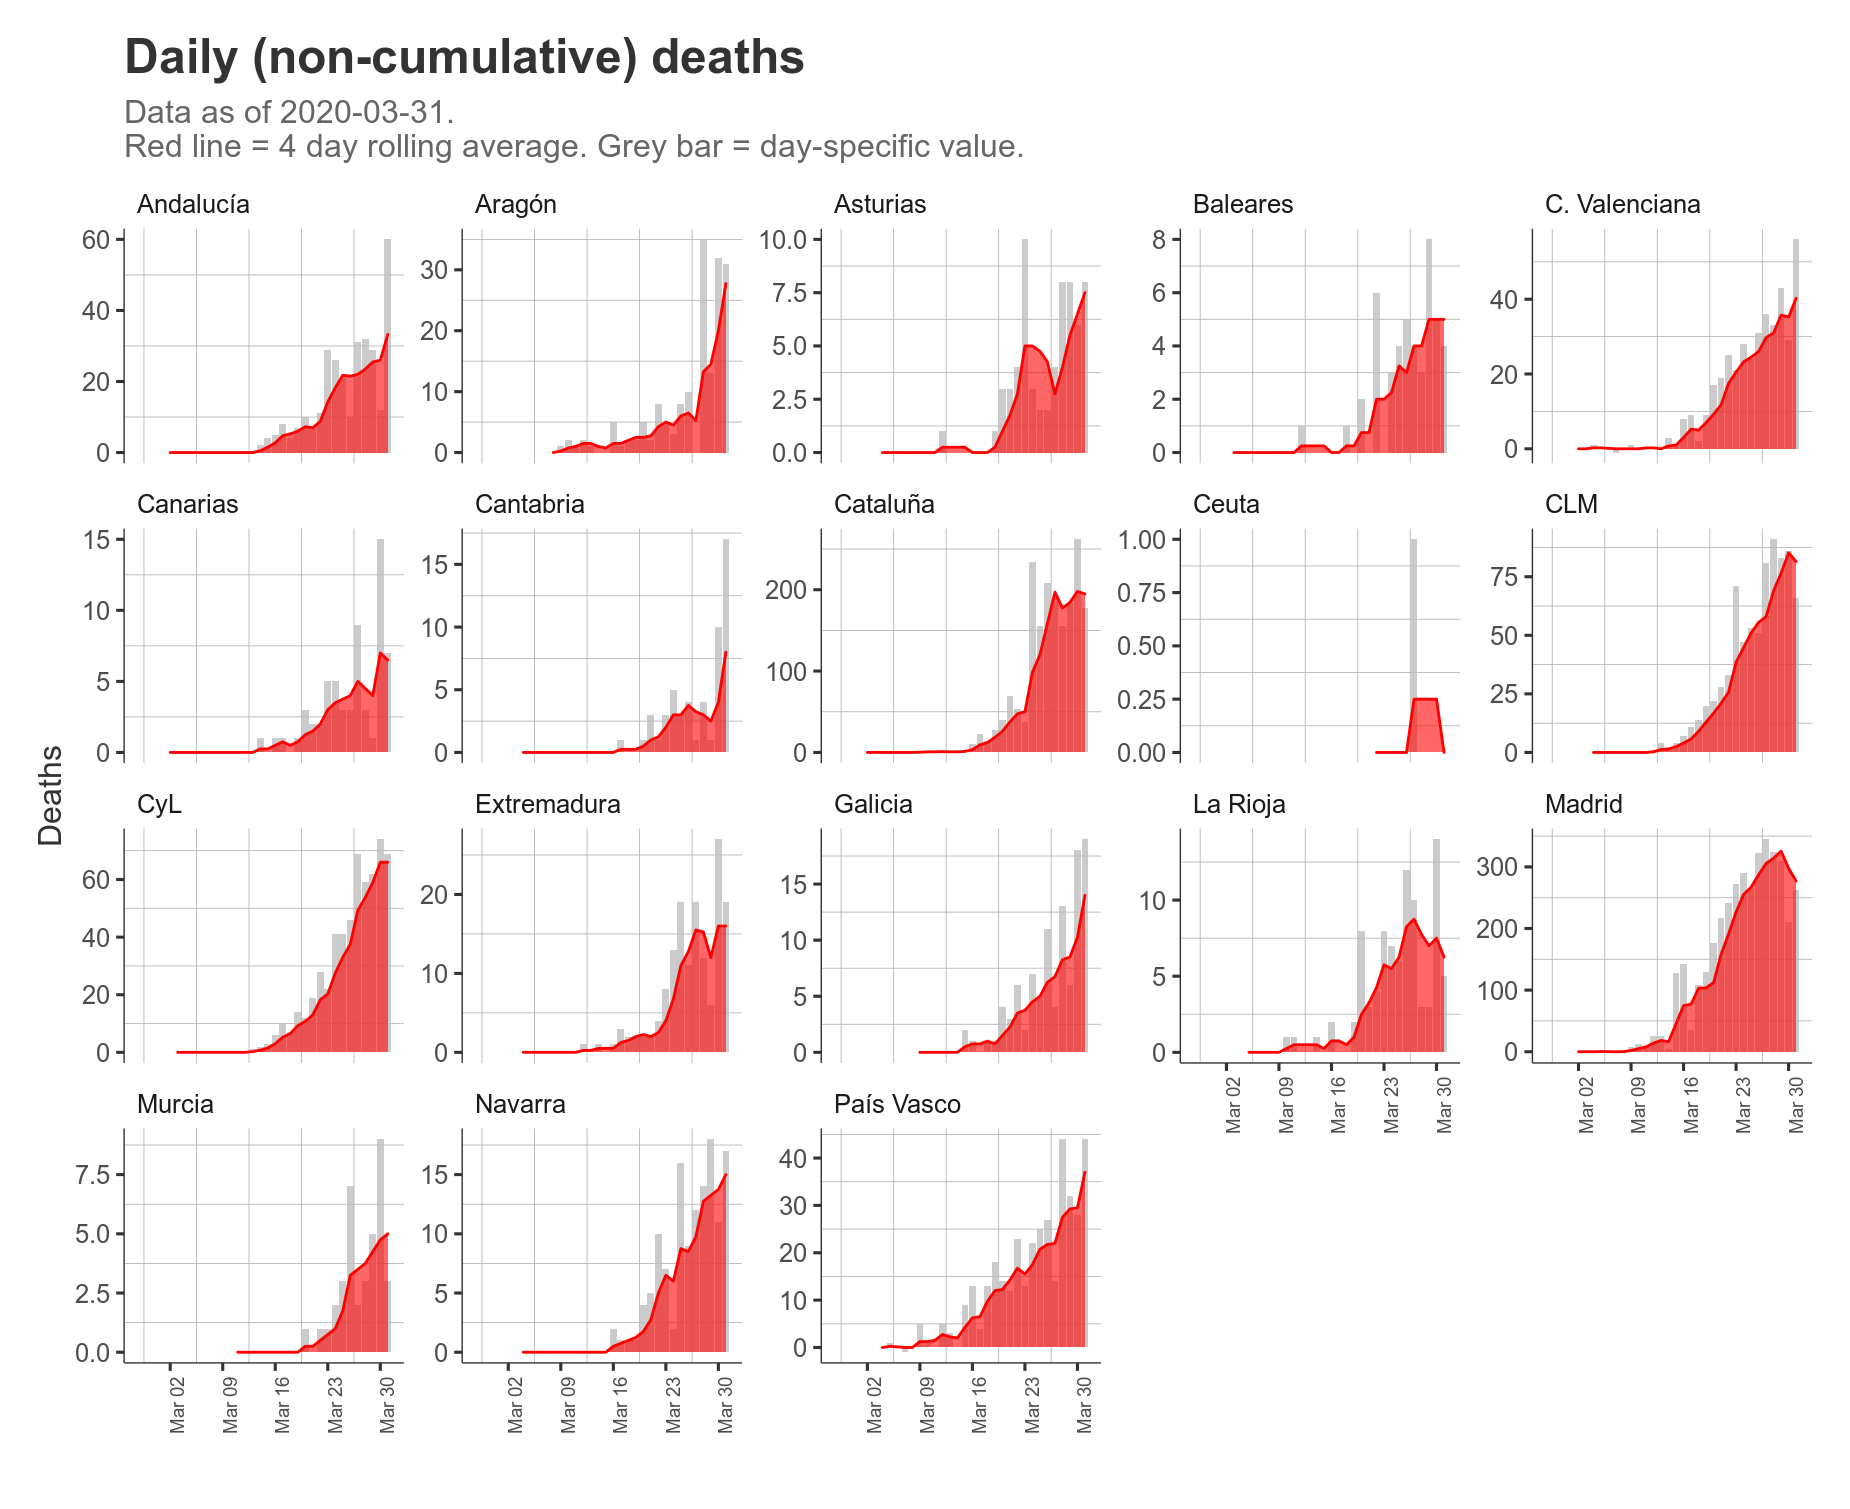 Daily (non-cumulative) deaths
Data as of 2020-03-31.
Red line = 4 day rolling average. Grey bar = day-specific value.
Deaths
Andalucía
60
40
20
0
Aragón
30
20
10
0
Asturias
10.0
7.5
5.0
2.5
0.0
Baleares
8
6
4
2
0
C. Valenciana
40
20
0
Canarias
15
10
5
0
Cantabria
15
10
5
0
Cataluña
200
100
0
Ceuta
1.00
0.75
0.50
0.25
0.00
CLM
75
50
25
0
CyL
60
40
20
0
Extremadura
20
10
0
Galicia
15
10
5
0
La Rioja
10
5
0
Mar 02
Mar 09
Mar 16
Mar 23
Mar 30
Madrid
300
200
100
0
Mar 02
Mar 09
Mar 16
Mar 23
Mar 30
Murcia
7.5
5.0
2.5
0.0
Mar 02
Mar 09
Mar 16
Mar 23
Mar 30
Navarra
15
10
5
0
Mar 02
Mar 09
Mar 16
Mar 23
Mar 30
País Vasco
40
30
20
10
0
Mar 02
Mar 09
Mar 16
Mar 23
Mar 30